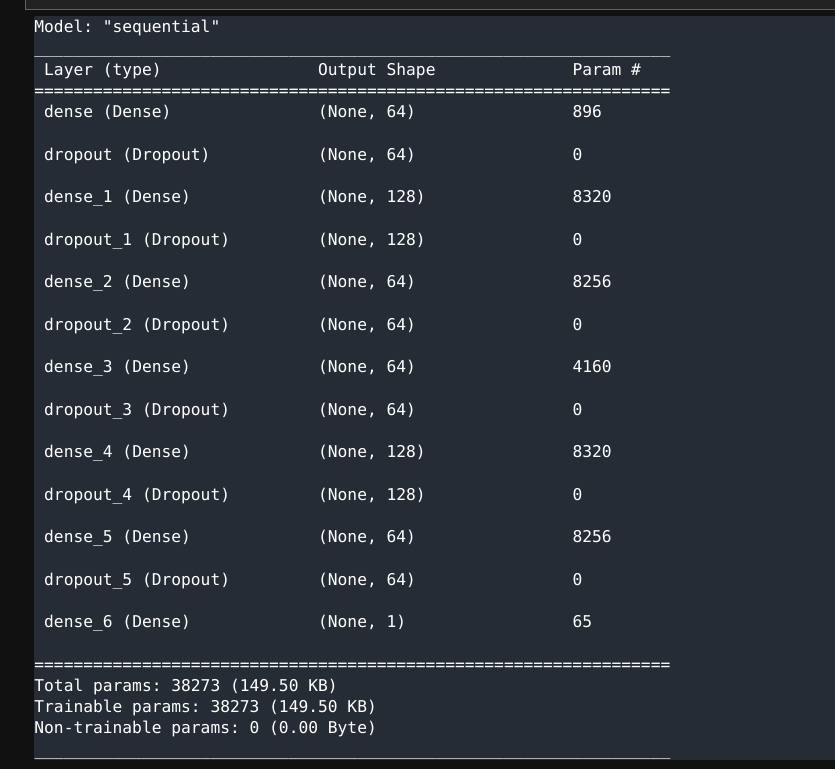 Model: "sequential"
_________________________________________________________________
Layer (type)                Output Shape              Param #
=================================================================
dense (Dense)               (None, 64)                896
dropout (Dropout)           (None, 64)                0
dense_1 (Dense)             (None, 128)               8320
dropout_1 (Dropout)         (None, 128)               0
dense_2 (Dense)             (None, 64)                8256
dropout_2 (Dropout)         (None, 64)                0
dense_3 (Dense)             (None, 64)                4160
dropout_3 (Dropout)         (None, 64)                0
dense_4 (Dense)             (None, 128)               8320
dropout_4 (Dropout)         (None, 128)               0
dense_5 (Dense)             (None, 64)                8256
dropout_5 (Dropout)         (None, 64)                0
dense_6 (Dense)             (None, 1)                 65
=================================================================
Total params: 38273 (149.50 KB)
Trainable params: 38273 (149.50 KB)
Non-trainable params: 0 (0.00 Byte)
_________________________________________________________________